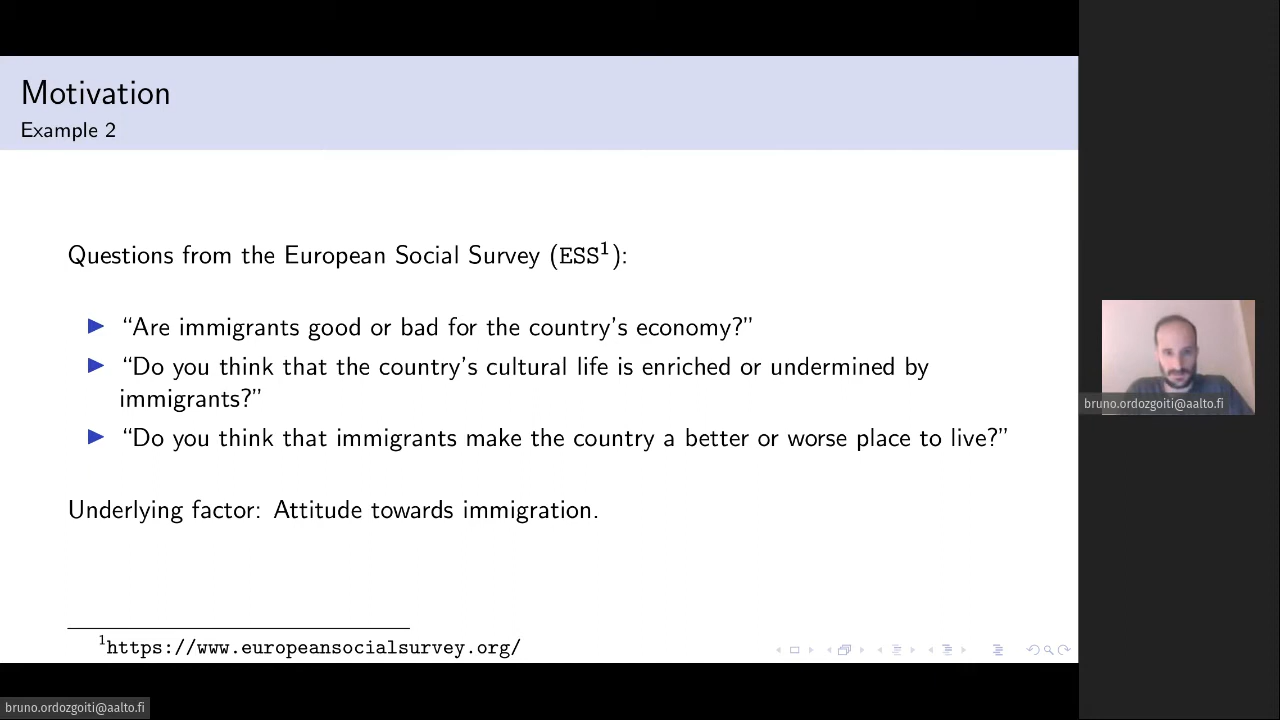 Motivation
Example 2
Questions from the European Social Survey (ESS¹):
▶ “Are immigrants good or bad for the country’s economy?”
▶ “Do you think that the country’s cultural life is enriched or undermined by
immigrants?”
▶ “Do you think that immigrants make the country a better or worse place to live?”
Underlying factor: Attitude towards immigration.
¹https://www.europeansocialsurvey.org/
bruno.ordozgoiti@aalto.fi
bruno.ordozgoiti@aalto.fi